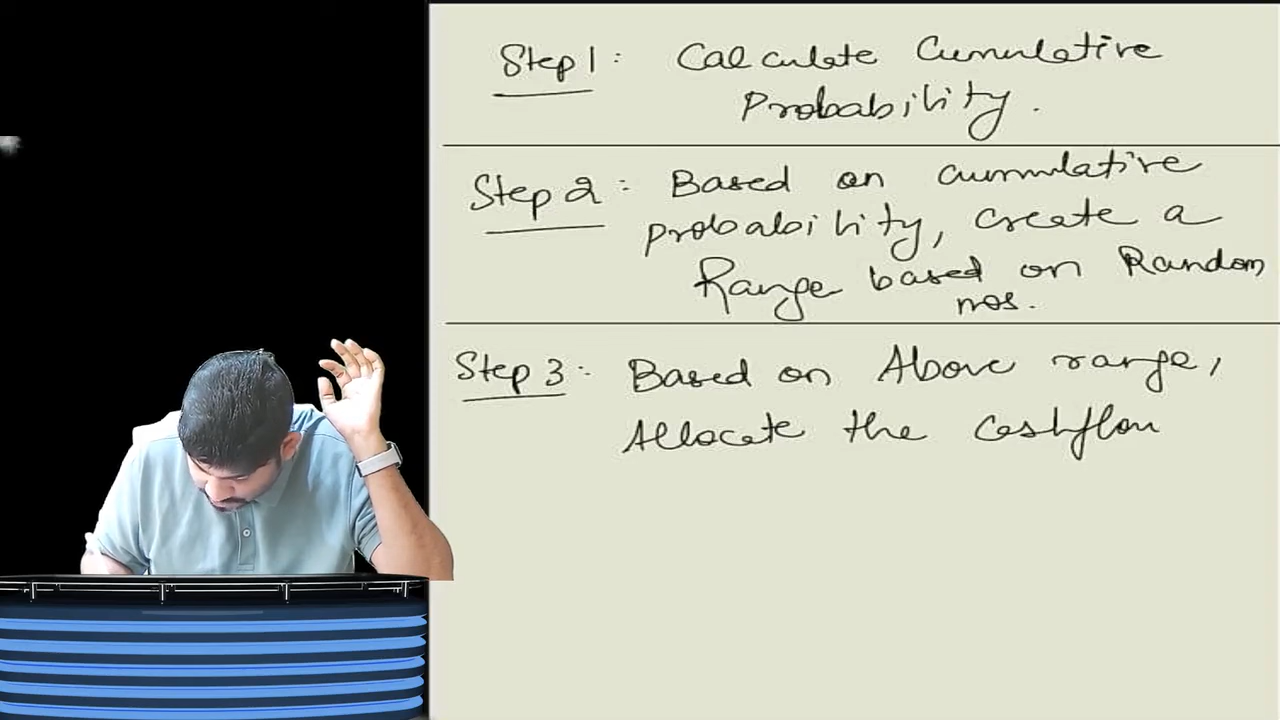 Step 1 : Calculate Cumulative
Probability.
Step 2 : Based on cummulative
probability, create a
Range based on Random
nos.
Step 3 : Based on Above range,
Allocate the cashflow